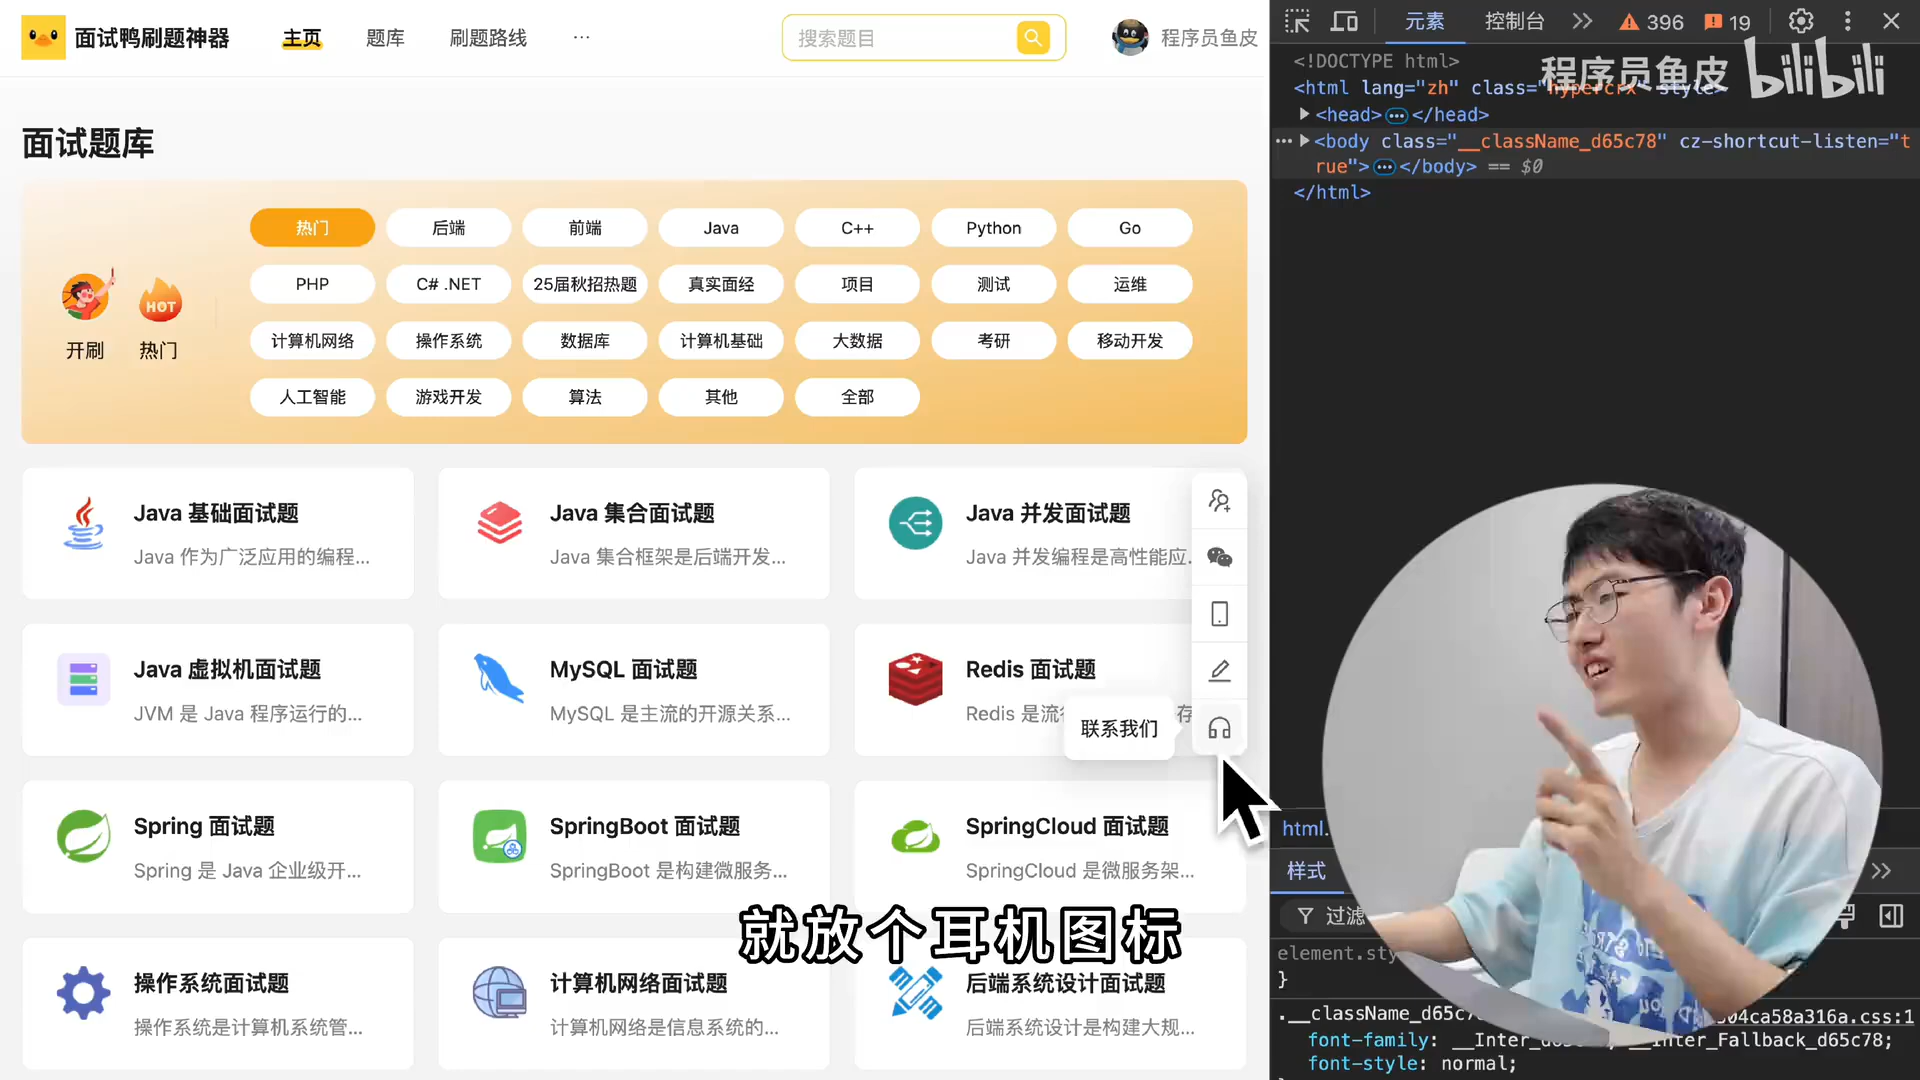 面试鸭刷题神器
主页
题库
刷题路线
···
搜索题目
程序员鱼皮
面试题库
开刷
HOT
热门
热门
后端
前端
Java
C++
Python
Go
PHP
C# .NET
25届秋招热题
真实面经
项目
测试
运维
计算机网络
操作系统
数据库
计算机基础
大数据
考研
移动开发
人工智能
游戏开发
算法
其他
全部
Java 基础面试题
Java 作为广泛应用的编程...
Java 集合面试题
Java 集合框架是后端开发...
Java 并发面试题
Java 并发编程是高性能应.
Java 虚拟机面试题
JVM 是 Java 程序运行的...
MySQL 面试题
MySQL 是主流的开源关系...
Redis 面试题
Redis 是流
存
联系我们
Spring 面试题
Spring 是 Java 企业级开...
SpringBoot 面试题
SpringBoot 是构建微服务...
SpringCloud 面试题
SpringCloud 是微服务架...
就放个耳机图标
操作系统面试题
操作系统是计算机系统管...
计算机网络面试题
计算机网络是信息系统的...
后端系统设计面试题
后端系统设计是构建大规...
元素
控制台
396
19
程序员鱼皮 bilibili
<!DOCTYPE html>
<html lang="zh" class="hypercrx" style>
<head>…</head>
<body class="__className_d65c78" cz-shortcut-listen="t
rue">…</body> == $0
</html>
html.
样式
过滤
element.sty
}
.__className_d65c7
04ca58a316a.css:1
font-family: __Inter_d65c
__Inter_Fallback_d65c78;
font-style: normal;